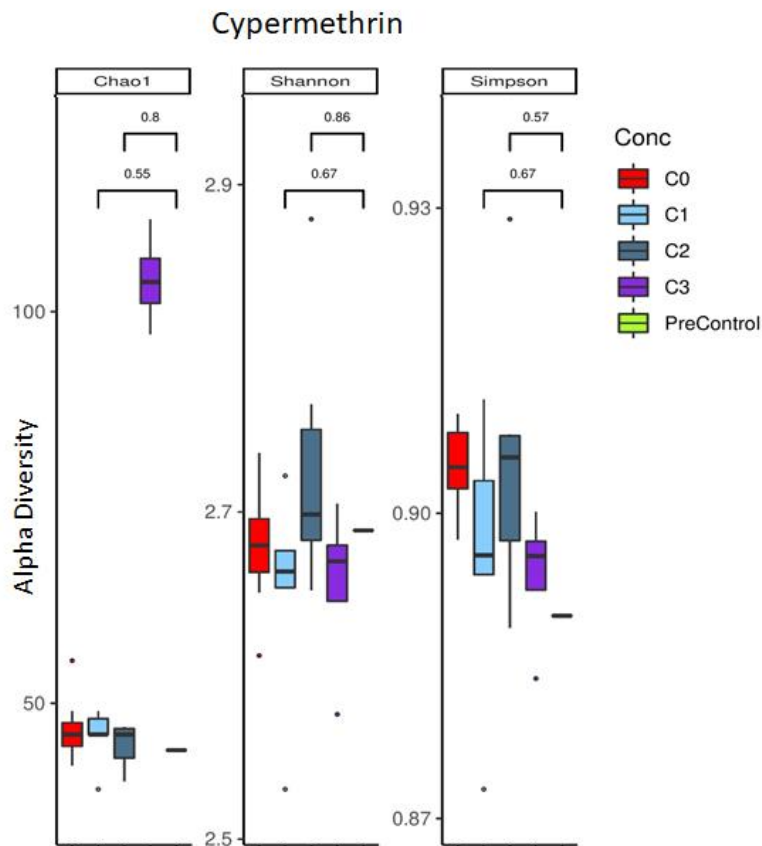 Cypermethrin
Chao1
Shannon
Simpson
0.8
0.86
0.57
0.55
0.67
0.67
Conc
C0
C1
C2
C3
PreControl
Alpha Diversity
100
50
2.9
2.7
2.5
0.93
0.90
0.87